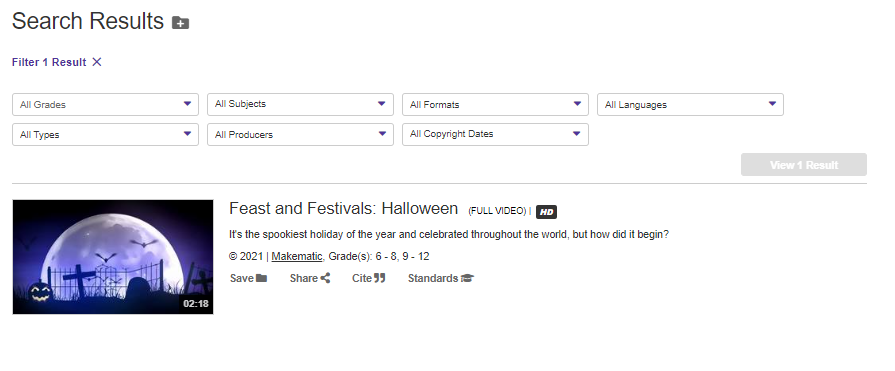 Search Results
Filter 1 Result
All Grades All Subjects All Formats All Languages
All Types All Producers All Copyright Dates
View 1 Result
Feast and Festivals: Halloween (FULL VIDEO) | HD
It's the spookiest holiday of the year and celebrated throughout the world, but how did it begin?
© 2021 | Makematic, Grade(s): 6 - 8, 9 - 12
02:18
Save Share Cite Standards